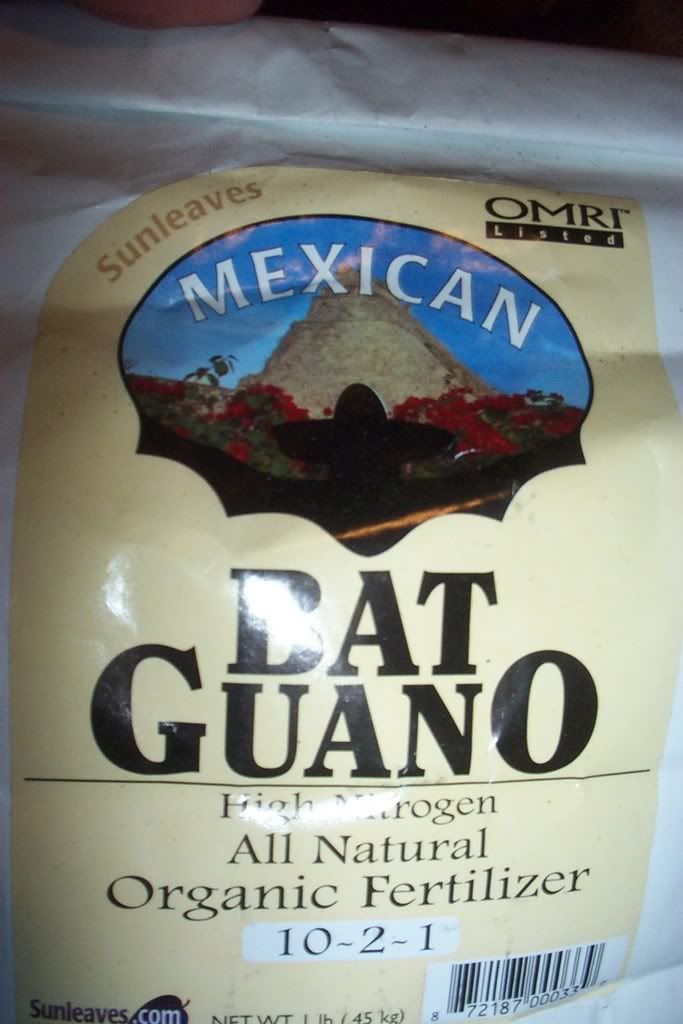 Sunleaves
OMRI™
Listed
MEXICAN
BAT
GUANO
High Nitrogen
All Natural
Organic Fertilizer
10-2-1
Sunleaves.com
NET WT. 1 lb (.45 kg)
8 72187 00033